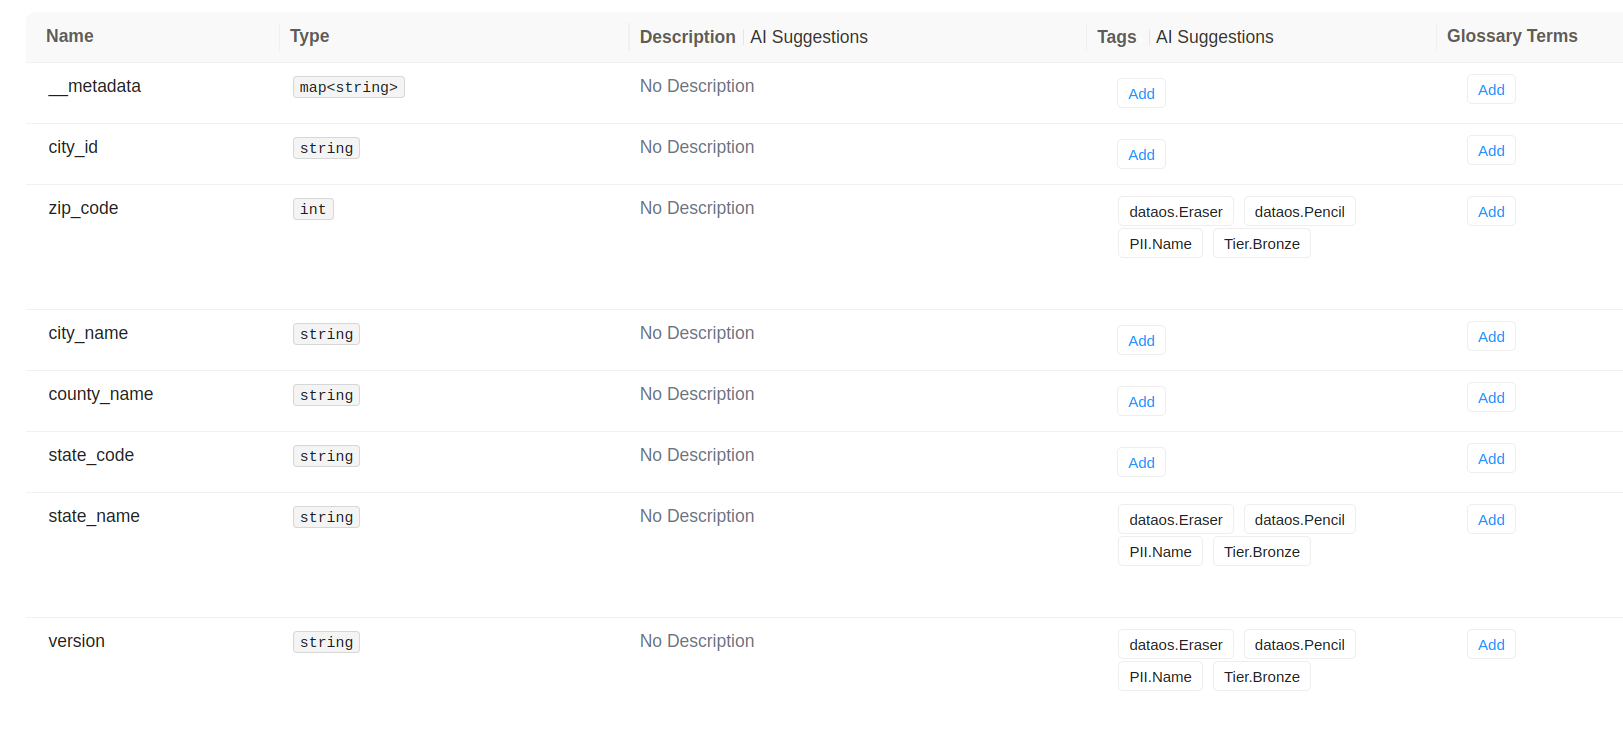 Name Type Description AI Suggestions Tags AI Suggestions Glossary Terms
__metadata map<string> No Description Add Add
city_id string No Description Add Add
zip_code int No Description dataos.Eraser dataos.Pencil Add
PII.Name Tier.Bronze
city_name string No Description Add Add
county_name string No Description Add Add
state_code string No Description Add Add
state_name string No Description dataos.Eraser dataos.Pencil Add
PII.Name Tier.Bronze
version string No Description dataos.Eraser dataos.Pencil Add
PII.Name Tier.Bronze